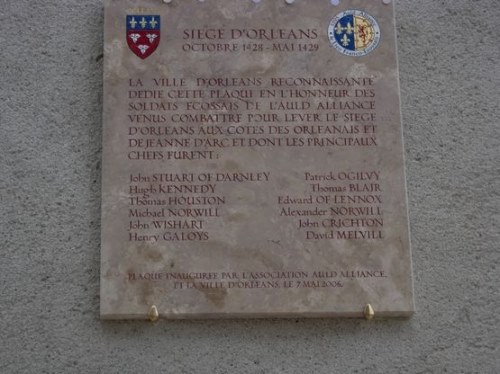 SIEGE D'ORLEANS
OCTOBRE 1428 - MAI 1429
LA VILLE D'ORLEANS RECONNAISSANTE
DEDIE CETTE PLAQUE EN L'HONNEUR DES
SOLDATS ECOSSAIS DE L'AULD ALLIANCE
VENUS COMBATTRE POUR LEVER LE SIEGE
D'ORLEANS AUX COTES DES ORLEANAIS ET
DE JEANNE D'ARC ET DONT LES PRINCIPAUX
CHEFS FURENT :
John STUART OF DARNLEY Patrick OGILVY
Hugh KENNEDY Thomas BLAIR
Thomas HOUSTON Edward OF LENNOX
Michael NORWILL Alexander NORWILL
John WISHART John CRICHTON
Henry GALOYS David MELVILL
PLAQUE INAUGUREE PAR L'ASSOCIATION AULD ALLIANCE
ET LA VILLE D'ORLEANS, LE 7 MAI